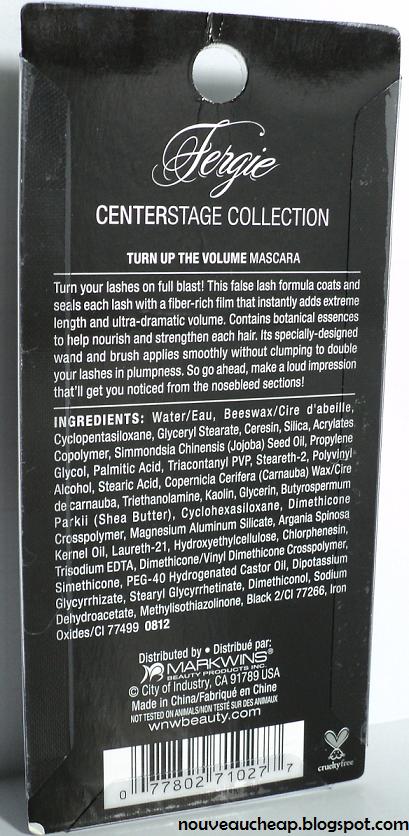 Fergie
CENTERSTAGE COLLECTION
TURN UP THE VOLUME MASCARA
Turn your lashes on full blast! This false lash formula coats and
seals each lash with a fiber-rich film that instantly adds extreme
length and ultra-dramatic volume. Contains botanical essences
to help nourish and strengthen each hair. Its specially-designed
wand and brush applies smoothly without clumping to double
your lashes in plumpness. So go ahead, make a loud impression
that'll get you noticed from the nosebleed sections!
INGREDIENTS: Water/Eau, Beeswax/Cire d'abeille,
Cyclopentasiloxane, Glyceryl Stearate, Ceresin, Silica, Acrylates
Copolymer, Simmondsia Chinensis (Jojoba) Seed Oil, Propylene
Glycol, Palmitic Acid, Triacontanyl PVP, Steareth-2, Polyvinyl
Alcohol, Stearic Acid, Copernicia Cerifera (Carnauba) Wax/Cire
de carnauba, Triethanolamine, Kaolin, Glycerin, Butyrospermum
Parkii (Shea Butter), Cyclohexasiloxane, Dimethicone
Crosspolymer, Magnesium Aluminum Silicate, Argania Spinosa
Kernel Oil, Laureth-21, Hydroxyethylcellulose, Chlorphenesin,
Trisodium EDTA, Dimethicone/Vinyl Dimethicone Crosspolymer,
Simethicone, PEG-40 Hydrogenated Castor Oil, Dipotassium
Glycyrrhizate, Stearyl Glycyrrhetinate, Dimethiconol, Sodium
Dehydroacetate, Methylisothiazolinone, Black 2/CI 77266, Iron
Oxides/CI 77499 0812
Distributed by • Distribué par:
MARKWINS®
BEAUTY PRODUCTS INC.
© City of Industry, CA 91789 USA
Made in China/Fabriqué en Chine
NOT TESTED ON ANIMALS/NON TESTÉ SUR DES ANIMAUX
wnwbeauty.com
crueltyfree
0 77802 71027 7
nouveaucheap.blogspot.com